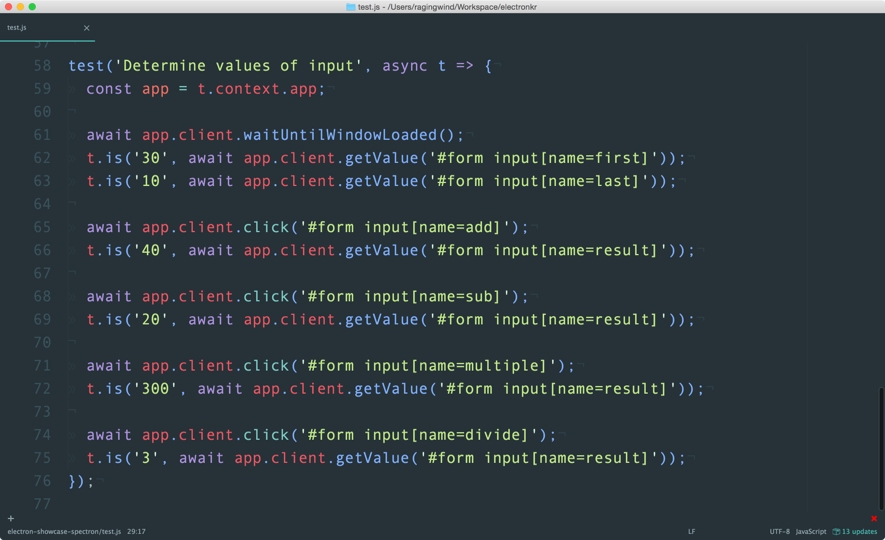 test.js - /Users/ragingwind/Workspace/electronkr
test.js
57
58 test('Determine values of input', async t => {
59 const app = t.context.app;
60
61 await app.client.waitUntilWindowLoaded();
62 t.is('30', await app.client.getValue('#form input[name=first]'));
63 t.is('10', await app.client.getValue('#form input[name=last]'));
64
65 await app.client.click('#form input[name=add]');
66 t.is('40', await app.client.getValue('#form input[name=result]'));
67
68 await app.client.click('#form input[name=sub]');
69 t.is('20', await app.client.getValue('#form input[name=result]'));
70
71 await app.client.click('#form input[name=multiple]');
72 t.is('300', await app.client.getValue('#form input[name=result]'));
73
74 await app.client.click('#form input[name=divide]');
75 t.is('3', await app.client.getValue('#form input[name=result]'));
76 });
77
electron-showcase-spectron/test.js 29:17 LF UTF-8 JavaScript 13 updates